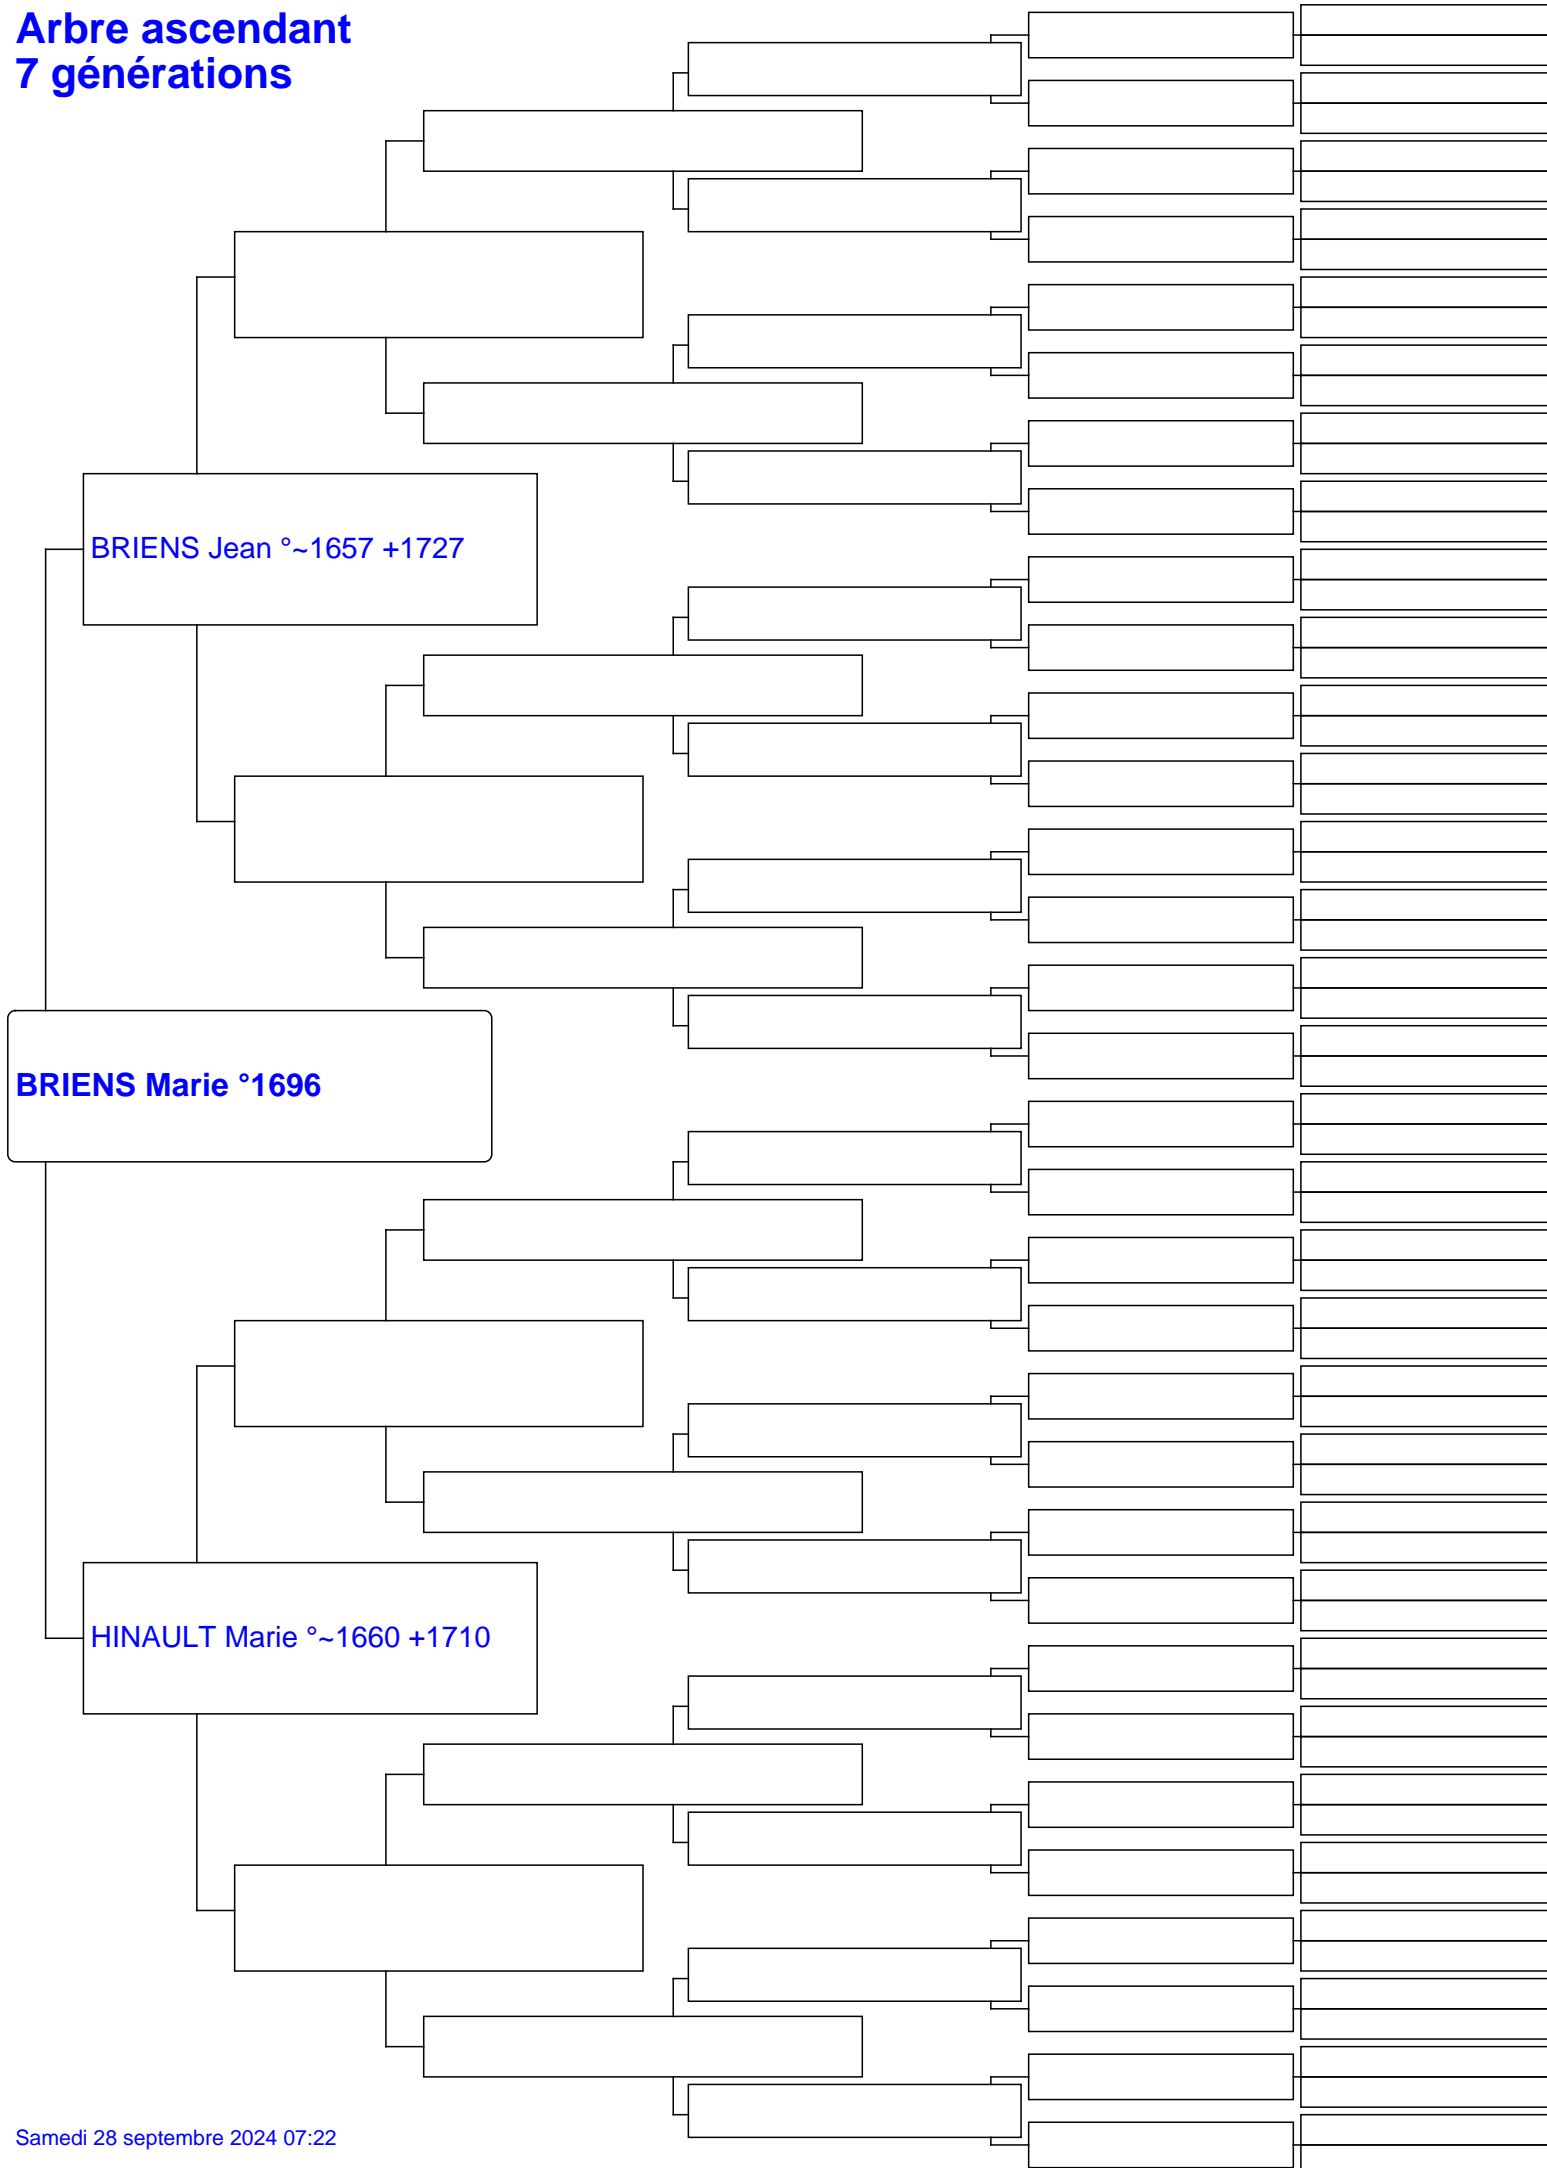 Arbre ascendant
7 générations
BRIENS Jean °~1657 +1727
BRIENS Marie °1696
HINAULT Marie °~1660 +1710
Samedi 28 septembre 2024 07:22